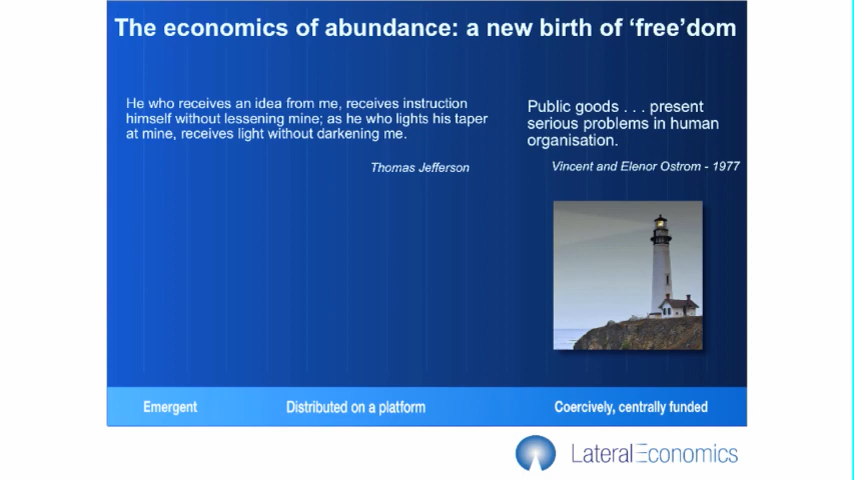 The economics of abundance: a new birth of ‘free’dom
He who receives an idea from me, receives instruction
himself without lessening mine; as he who lights his taper
at mine, receives light without darkening me.
Thomas Jefferson
Public goods . . . present
serious problems in human
organisation.
Vincent and Elenor Ostrom - 1977
Emergent
Distributed on a platform
Coercively, centrally funded
LateralEconomics